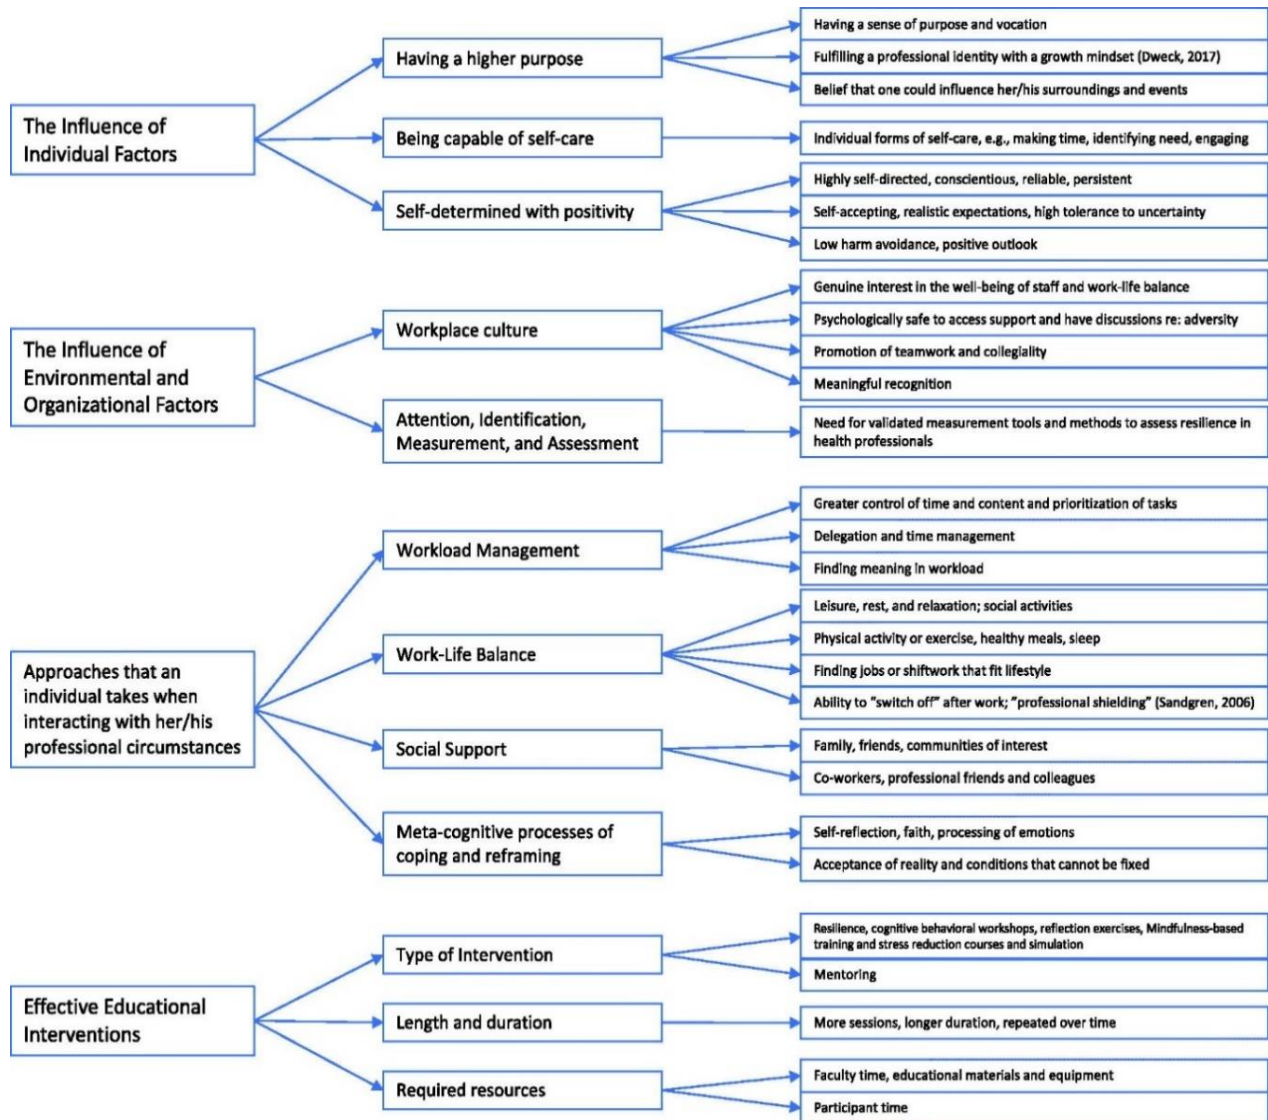 The Influence of
Individual Factors
Having a higher purpose
Having a sense of purpose and vocation
Fulfilling a professional identity with a growth mindset (Dweck, 2017)
Belief that one could influence her/his surroundings and events
Being capable of self-care
Individual forms of self-care, e.g., making time, identifying need, engaging
Self-determined with positivity
Highly self-directed, conscientious, reliable, persistent
Self-accepting, realistic expectations, high tolerance to uncertainty
Low harm avoidance, positive outlook
The Influence of
Environmental and
Organizational Factors
Workplace culture
Genuine interest in the well-being of staff and work-life balance
Psychologically safe to access support and have discussions re: adversity
Promotion of teamwork and collegiality
Meaningful recognition
Attention, Identification,
Measurement, and Assessment
Need for validated measurement tools and methods to assess resilience in
health professionals
Approaches that an
individual takes when
interacting with her/his
professional circumstances
Workload Management
Greater control of time and content and prioritization of tasks
Delegation and time management
Finding meaning in workload
Work-Life Balance
Leisure, rest, and relaxation; social activities
Physical activity or exercise, healthy meals, sleep
Finding jobs or shiftwork that fit lifestyle
Ability to "switch off" after work; "professional shielding" (Sandgren, 2006)
Social Support
Family, friends, communities of interest
Co-workers, professional friends and colleagues
Meta-cognitive processes of
coping and reframing
Self-reflection, faith, processing of emotions
Acceptance of reality and conditions that cannot be fixed
Effective Educational
Interventions
Type of Intervention
Resilience, cognitive behavioral workshops, reflection exercises, Mindfulness-based
training and stress reduction courses and simulation
Mentoring
Length and duration
More sessions, longer duration, repeated over time
Required resources
Faculty time, educational materials and equipment
Participant time